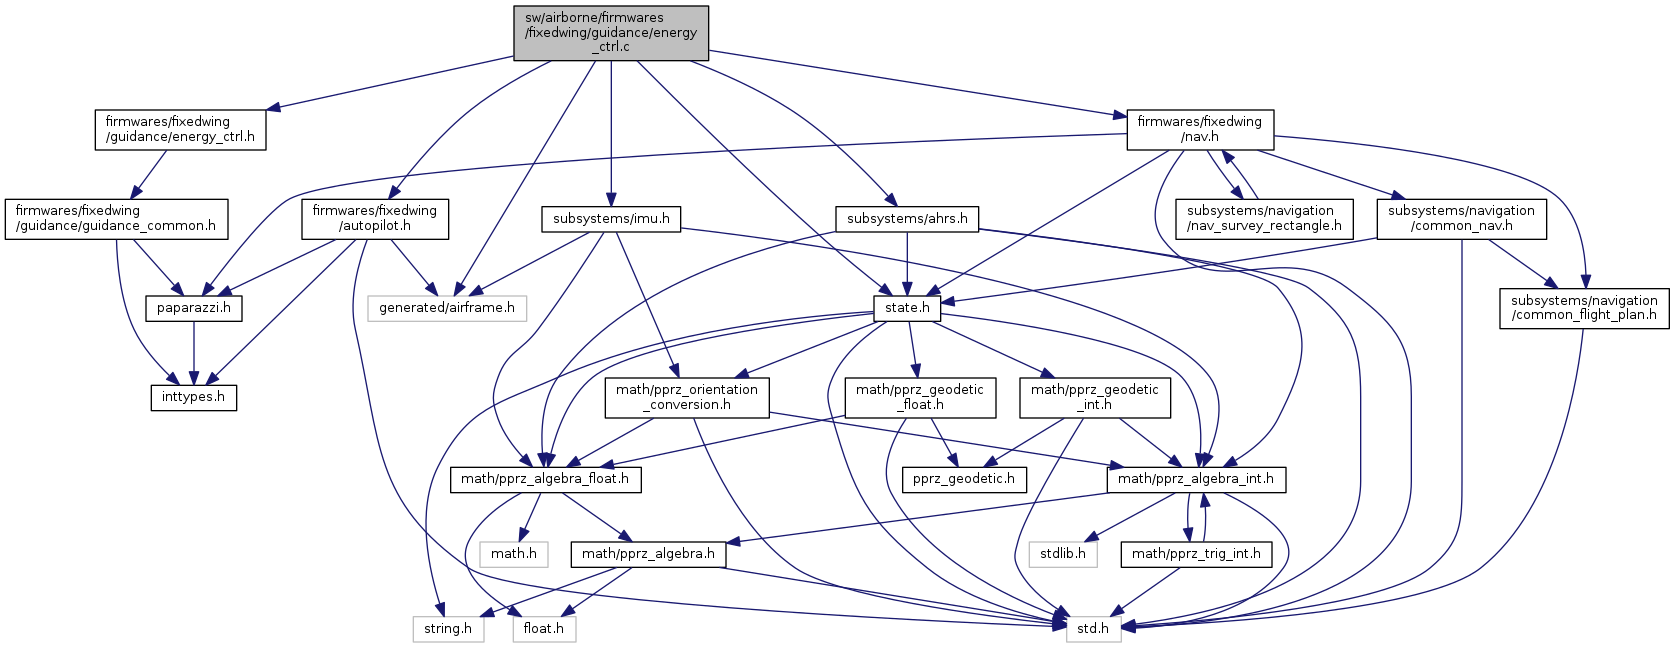 sw/airborne/firmwares
/fixedwing/guidance/energy
_ctrl.c
firmwares/fixedwing
/guidance/energy_ctrl.h
firmwares/fixedwing
/nav.h
firmwares/fixedwing
/guidance/guidance_common.h
firmwares/fixedwing
/autopilot.h
subsystems/imu.h
subsystems/ahrs.h
subsystems/navigation
/nav_survey_rectangle.h
subsystems/navigation
/common_nav.h
paparazzi.h
generated/airframe.h
state.h
subsystems/navigation
/common_flight_plan.h
inttypes.h
math/pprz_orientation
_conversion.h
math/pprz_geodetic
_float.h
math/pprz_geodetic
_int.h
math/pprz_algebra_float.h
pprz_geodetic.h
math/pprz_algebra_int.h
math.h
math/pprz_algebra.h
stdlib.h
math/pprz_trig_int.h
string.h
float.h
std.h